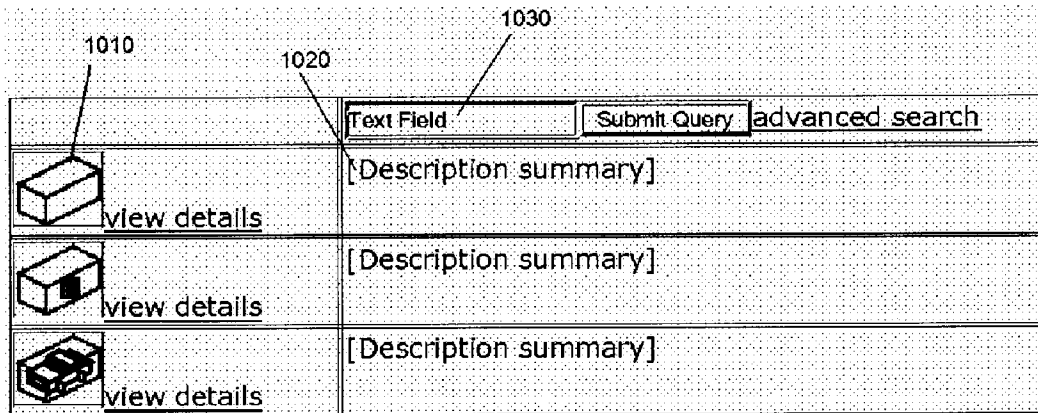 1030
1010
1020
Text Field Submit Query advanced search
[Description summary]
view details
[Description summary]
view details
[Description summary]
view details